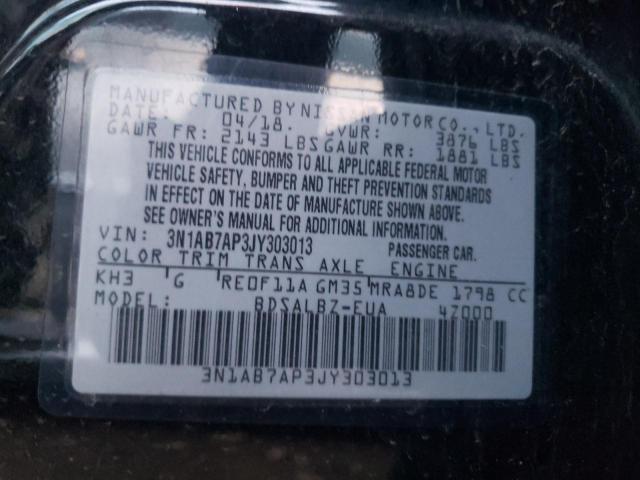 MANUFACTURED BY NISSAN MOTOR CO., LTD.
DATE: 04/18. GVWR: 3876 LBS
GAWR FR: 2143 LBS GAWR RR: 1881 LBS
THIS VEHICLE CONFORMS TO ALL APPLICABLE FEDERAL MOTOR
VEHICLE SAFETY, BUMPER AND THEFT PREVENTION STANDARDS
IN EFFECT ON THE DATE OF MANUFACTURE SHOWN ABOVE.
SEE OWNER'S MANUAL FOR ADDITIONAL INFORMATION.
VIN: 3N1AB7AP3JY303013 PASSENGER CAR.
COLOR TRIM TRANS AXLE ENGINE
KH3 G RE0F11A GM35 MRA8DE 1798 CC
MODEL: BDSALBZ-EUA 4Z000
3N1AB7AP3JY303013